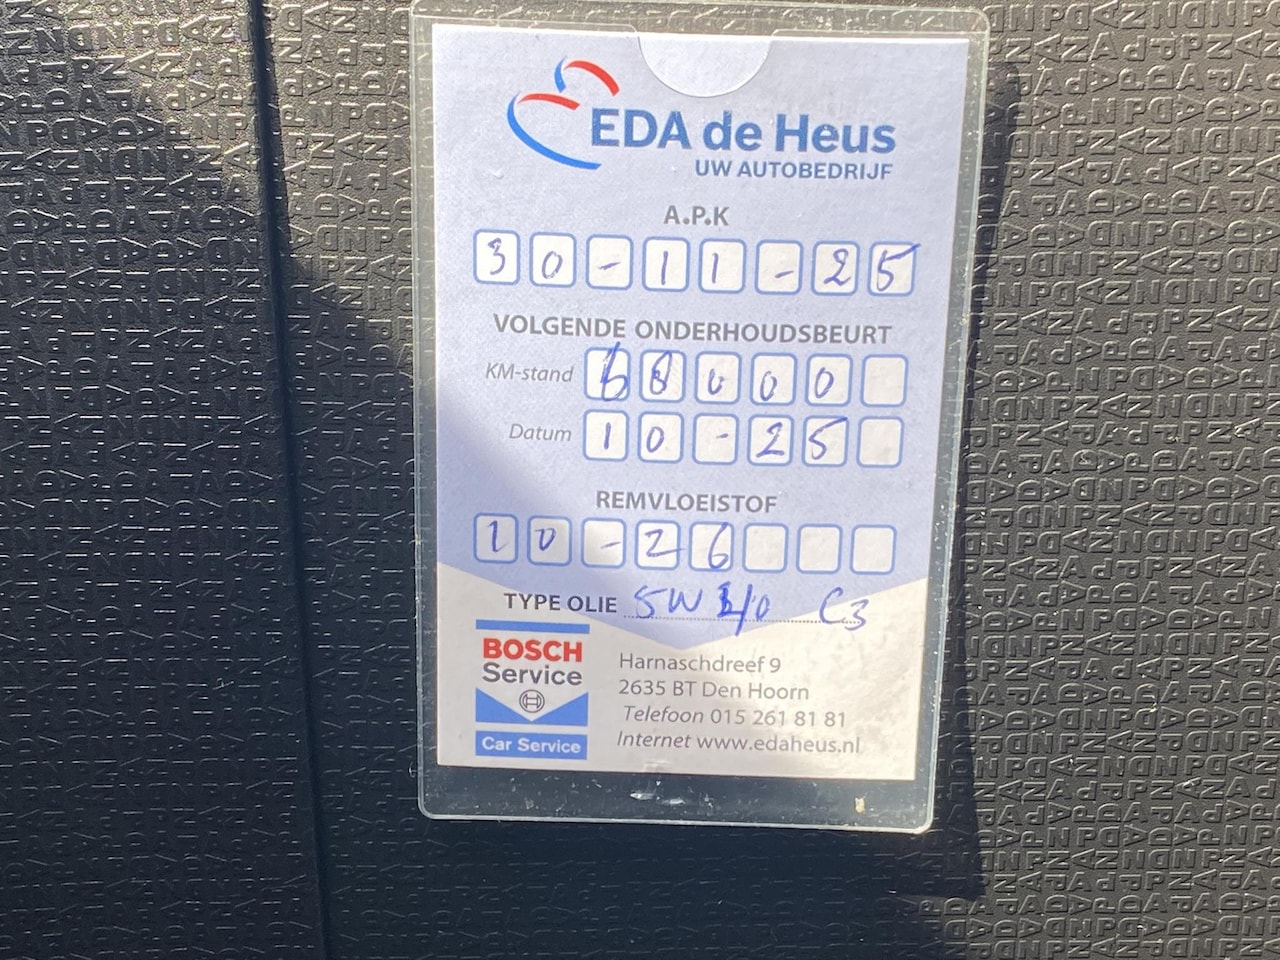 EDA de Heus
UW AUTOBEDRIJF
A.P.K
30-11-25
VOLGENDE ONDERHOUDSBEURT
KM-stand 68000
Datum 10-25
REMVLOEISTOF
10-26
TYPE OLIE 5W C3
BOSCH
Service
Car Service
Harnaschdreef 9
2635 BT Den Hoorn
Telefoon 015 261 81 81
Internet www.edaheus.nl